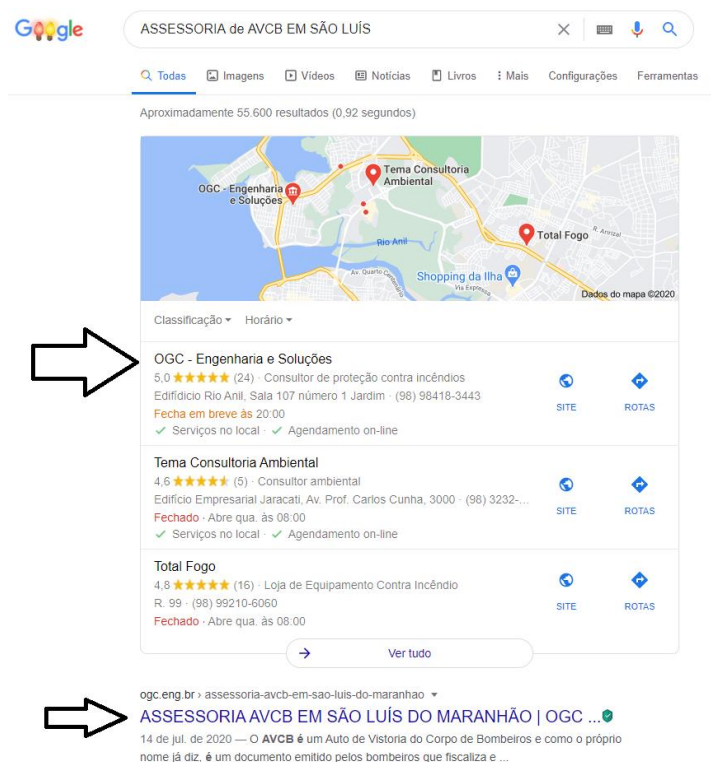 Google
ASSESSORIA de AVCB EM SÃO LUÍS
Todas Imagens Vídeos Notícias Livros Mais Configurações Ferramentas
Aproximadamente 55.600 resultados (0,92 segundos)
Tema Consultoria
Ambiental
OGC - Engenharia
e Soluções
Total Fogo
R. Anrizal
Rio Anil
Av. Quarto Centenário
Shopping da Ilha
Via Expressa
Dados do mapa ©2020
Classificação Horário
OGC - Engenharia e Soluções
5,0 (24) · Consultor de proteção contra incêndios
Edifídicio Rio Anil, Sala 107 número 1 Jardim · (98) 98418-3443
Fecha em breve às 20:00
Serviços no local · Agendamento on-line
SITE ROTAS
Tema Consultoria Ambiental
4,6 (5) · Consultor ambiental
Edifício Empresarial Jaracati, Av. Prof. Carlos Cunha, 3000 · (98) 3232-...
Fechado · Abre qua. às 08:00
Serviços no local · Agendamento on-line
SITE ROTAS
Total Fogo
4,8 (16) · Loja de Equipamento Contra Incêndio
R. 99 · (98) 99210-6060
Fechado · Abre qua. às 08:00
SITE ROTAS
Ver tudo
ogc.eng.br › assessoria-avcb-em-sao-luis-do-maranhao
ASSESSORIA AVCB EM SÃO LUÍS DO MARANHÃO | OGC ...
14 de jul. de 2020 — O AVCB é um Auto de Vistoria do Corpo de Bombeiros e como o próprio
nome já diz, é um documento emitido pelos bombeiros que fiscaliza e ...